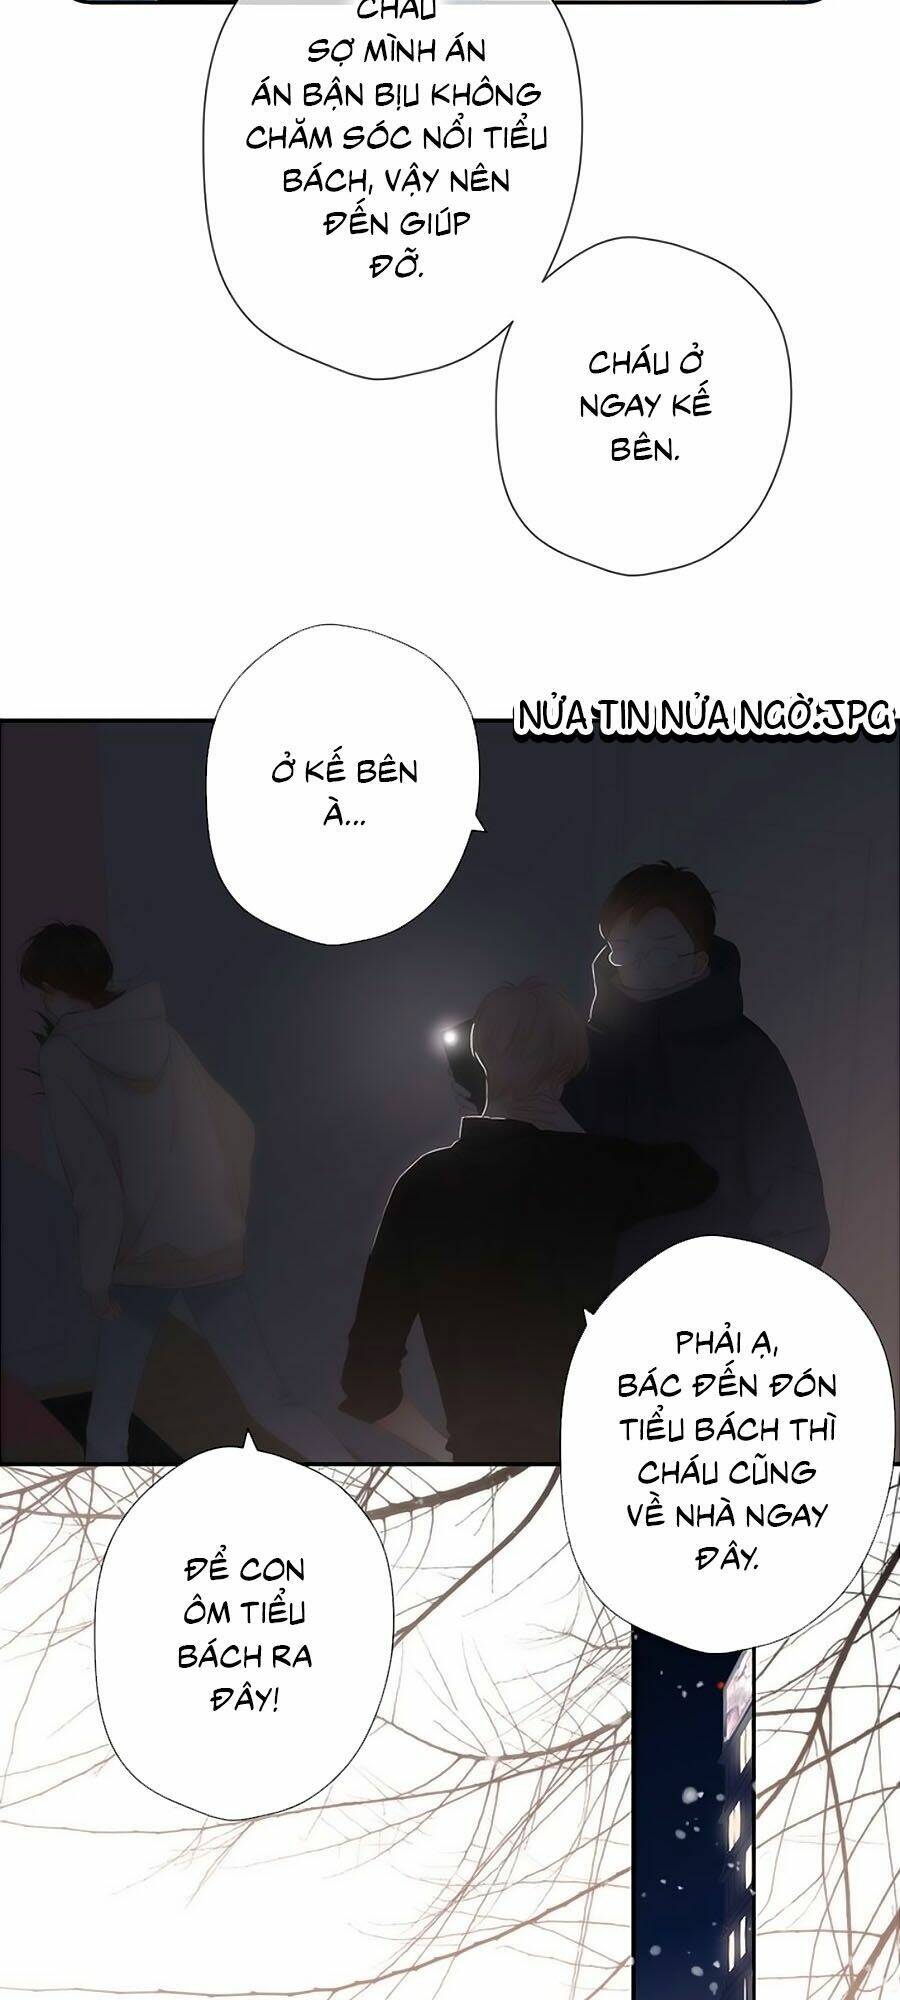 CHÁU
SỢ MÌNH ÁN
ÁN BẬN BỊU KHÔNG
CHĂM SÓC NỔI TIỂU
BÁCH, VẬY NÊN
ĐẾN GIÚP
ĐỠ.
CHÁU Ở
NGAY KẾ
BÊN.
NỬA TIN NỬA NGỜ.JPG
Ở KẾ BÊN
À...
PHẢI Ạ,
BÁC ĐẾN ĐÓN
TIỂU BÁCH THÌ
CHÁU CŨNG
VỀ NHÀ NGAY
ĐÂY.
ĐỂ CON
ÔM TIỂU
BÁCH RA
ĐÂY!